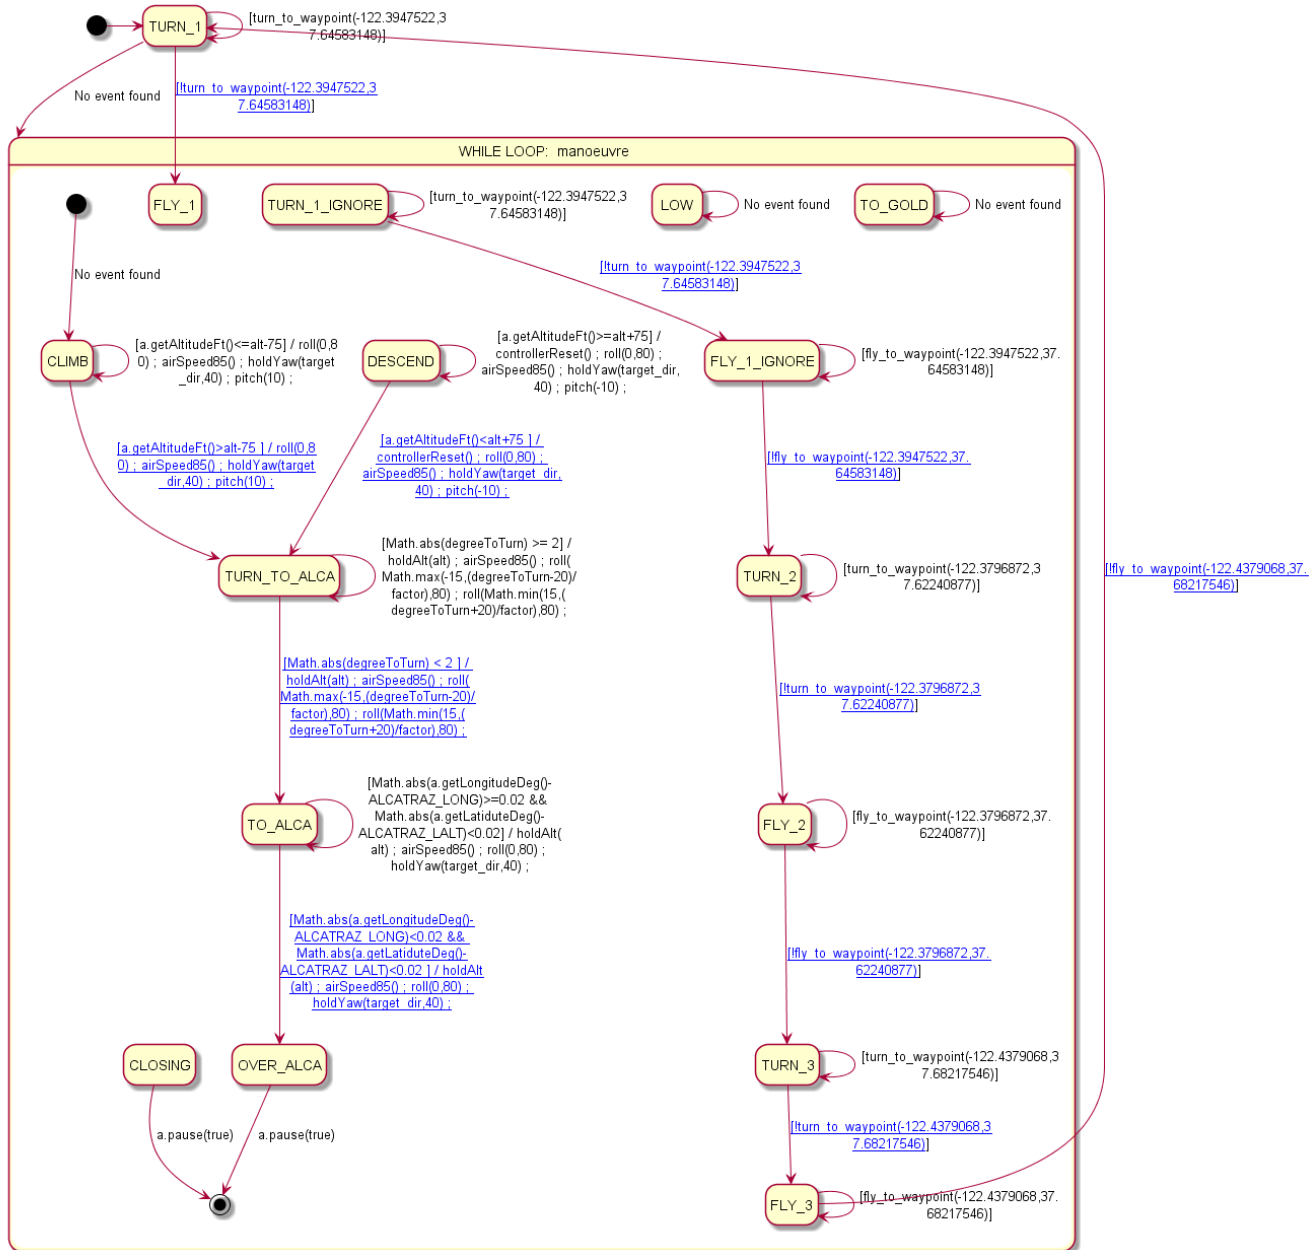 TURN_1
[turn_to_waypoint(-122.3947522,3
7.64583148)]
No event found
[!turn_to_waypoint(-122.3947522,3
7.64583148)]
WHILE LOOP: manoeuvre
FLY_1
TURN_1_IGNORE
[turn_to_waypoint(-122.3947522,3
7.64583148)]
LOW
No event found
TO_GOLD
No event found
No event found
[!turn_to_waypoint(-122.3947522,3
7.64583148)]
CLIMB
[a.getAltitudeFt()<=alt-75] / roll(0,8
0) ; airSpeed85() ; holdYaw(target
_dir,40) ; pitch(10) ;
DESCEND
[a.getAltitudeFt()>=alt+75] /
controllerReset() ; roll(0,80) ;
airSpeed85() ; holdYaw(target_dir,
40) ; pitch(-10) ;
FLY_1_IGNORE
[fly_to_waypoint(-122.3947522,37.
64583148)]
[a.getAltitudeFt()>alt-75 ] / roll(0,8
0) ; airSpeed85() ; holdYaw(target
_dir,40) ; pitch(10) ;
[a.getAltitudeFt()<alt+75 ] /
controllerReset() ; roll(0,80) ;
airSpeed85() ; holdYaw(target_dir,
40) ; pitch(-10) ;
[!fly_to_waypoint(-122.3947522,37.
64583148)]
TURN_TO_ALCA
[Math.abs(degreeToTurn) >= 2] /
holdAlt(alt) ; airSpeed85() ; roll(
Math.max(-15,(degreeToTurn-20)/
factor),80) ; roll(Math.min(15,(
degreeToTurn+20)/factor),80) ;
TURN_2
[turn_to_waypoint(-122.3796872,3
7.62240877)]
[!fly_to_waypoint(-122.4379068,37.
68217546)]
[Math.abs(degreeToTurn) < 2 ] /
holdAlt(alt) ; airSpeed85() ; roll(
Math.max(-15,(degreeToTurn-20)/
factor),80) ; roll(Math.min(15,(
degreeToTurn+20)/factor),80) ;
[!turn_to_waypoint(-122.3796872,3
7.62240877)]
TO_ALCA
[Math.abs(a.getLongitudeDeg()-
ALCATRAZ_LONG)>=0.02 &&
Math.abs(a.getLatiduteDeg()-
ALCATRAZ_LALT)<0.02] / holdAlt(
alt) ; airSpeed85() ; roll(0,80) ;
holdYaw(target_dir,40) ;
FLY_2
[fly_to_waypoint(-122.3796872,37.
62240877)]
[Math.abs(a.getLongitudeDeg()-
ALCATRAZ_LONG)<0.02 &&
Math.abs(a.getLatiduteDeg()-
ALCATRAZ_LALT)<0.02 ] / holdAlt
(alt) ; airSpeed85() ; roll(0,80) ;
holdYaw(target_dir,40) ;
[!fly_to_waypoint(-122.3796872,37.
62240877)]
CLOSING
OVER_ALCA
TURN_3
[turn_to_waypoint(-122.4379068,3
7.68217546)]
a.pause(true)
a.pause(true)
[!turn_to_waypoint(-122.4379068,3
7.68217546)]
FLY_3
[fly_to_waypoint(-122.4379068,37.
68217546)]